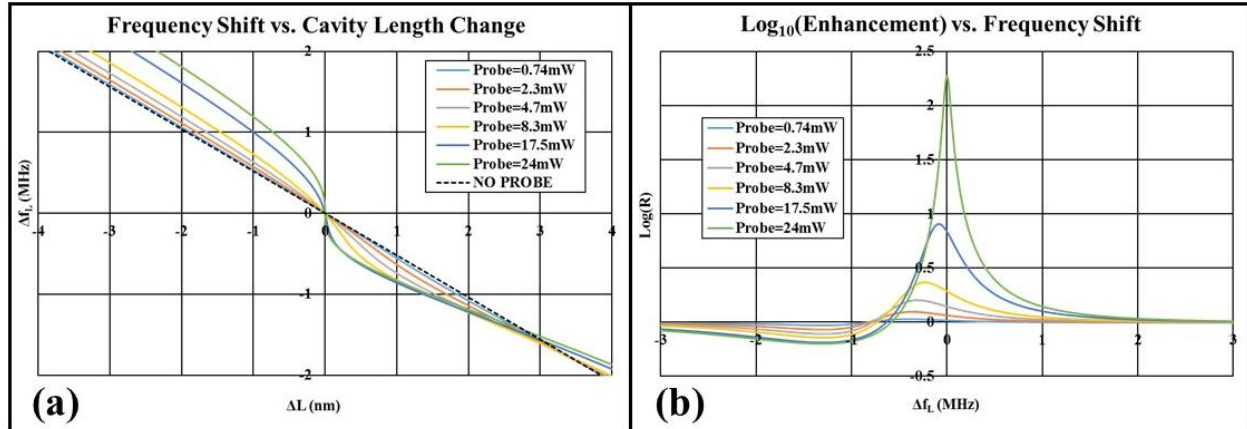 Frequency Shift vs. Cavity Length Change
2
1
0
-1
-2
-4
-3
-2
-1
0
1
2
3
4
Δf_L (MHz)
ΔL (nm)
Probe=0.74mW
Probe=2.3mW
Probe=4.7mW
Probe=8.3mW
Probe=17.5mW
Probe=24mW
NO PROBE
(a)
Log₁₀(Enhancement) vs. Frequency Shift
2.5
2
1.5
1
0.5
0
-0.5
-3
-2
-1
0
1
2
3
Log(R)
Δf_L (MHz)
Probe=0.74mW
Probe=2.3mW
Probe=4.7mW
Probe=8.3mW
Probe=17.5mW
Probe=24mW
(b)